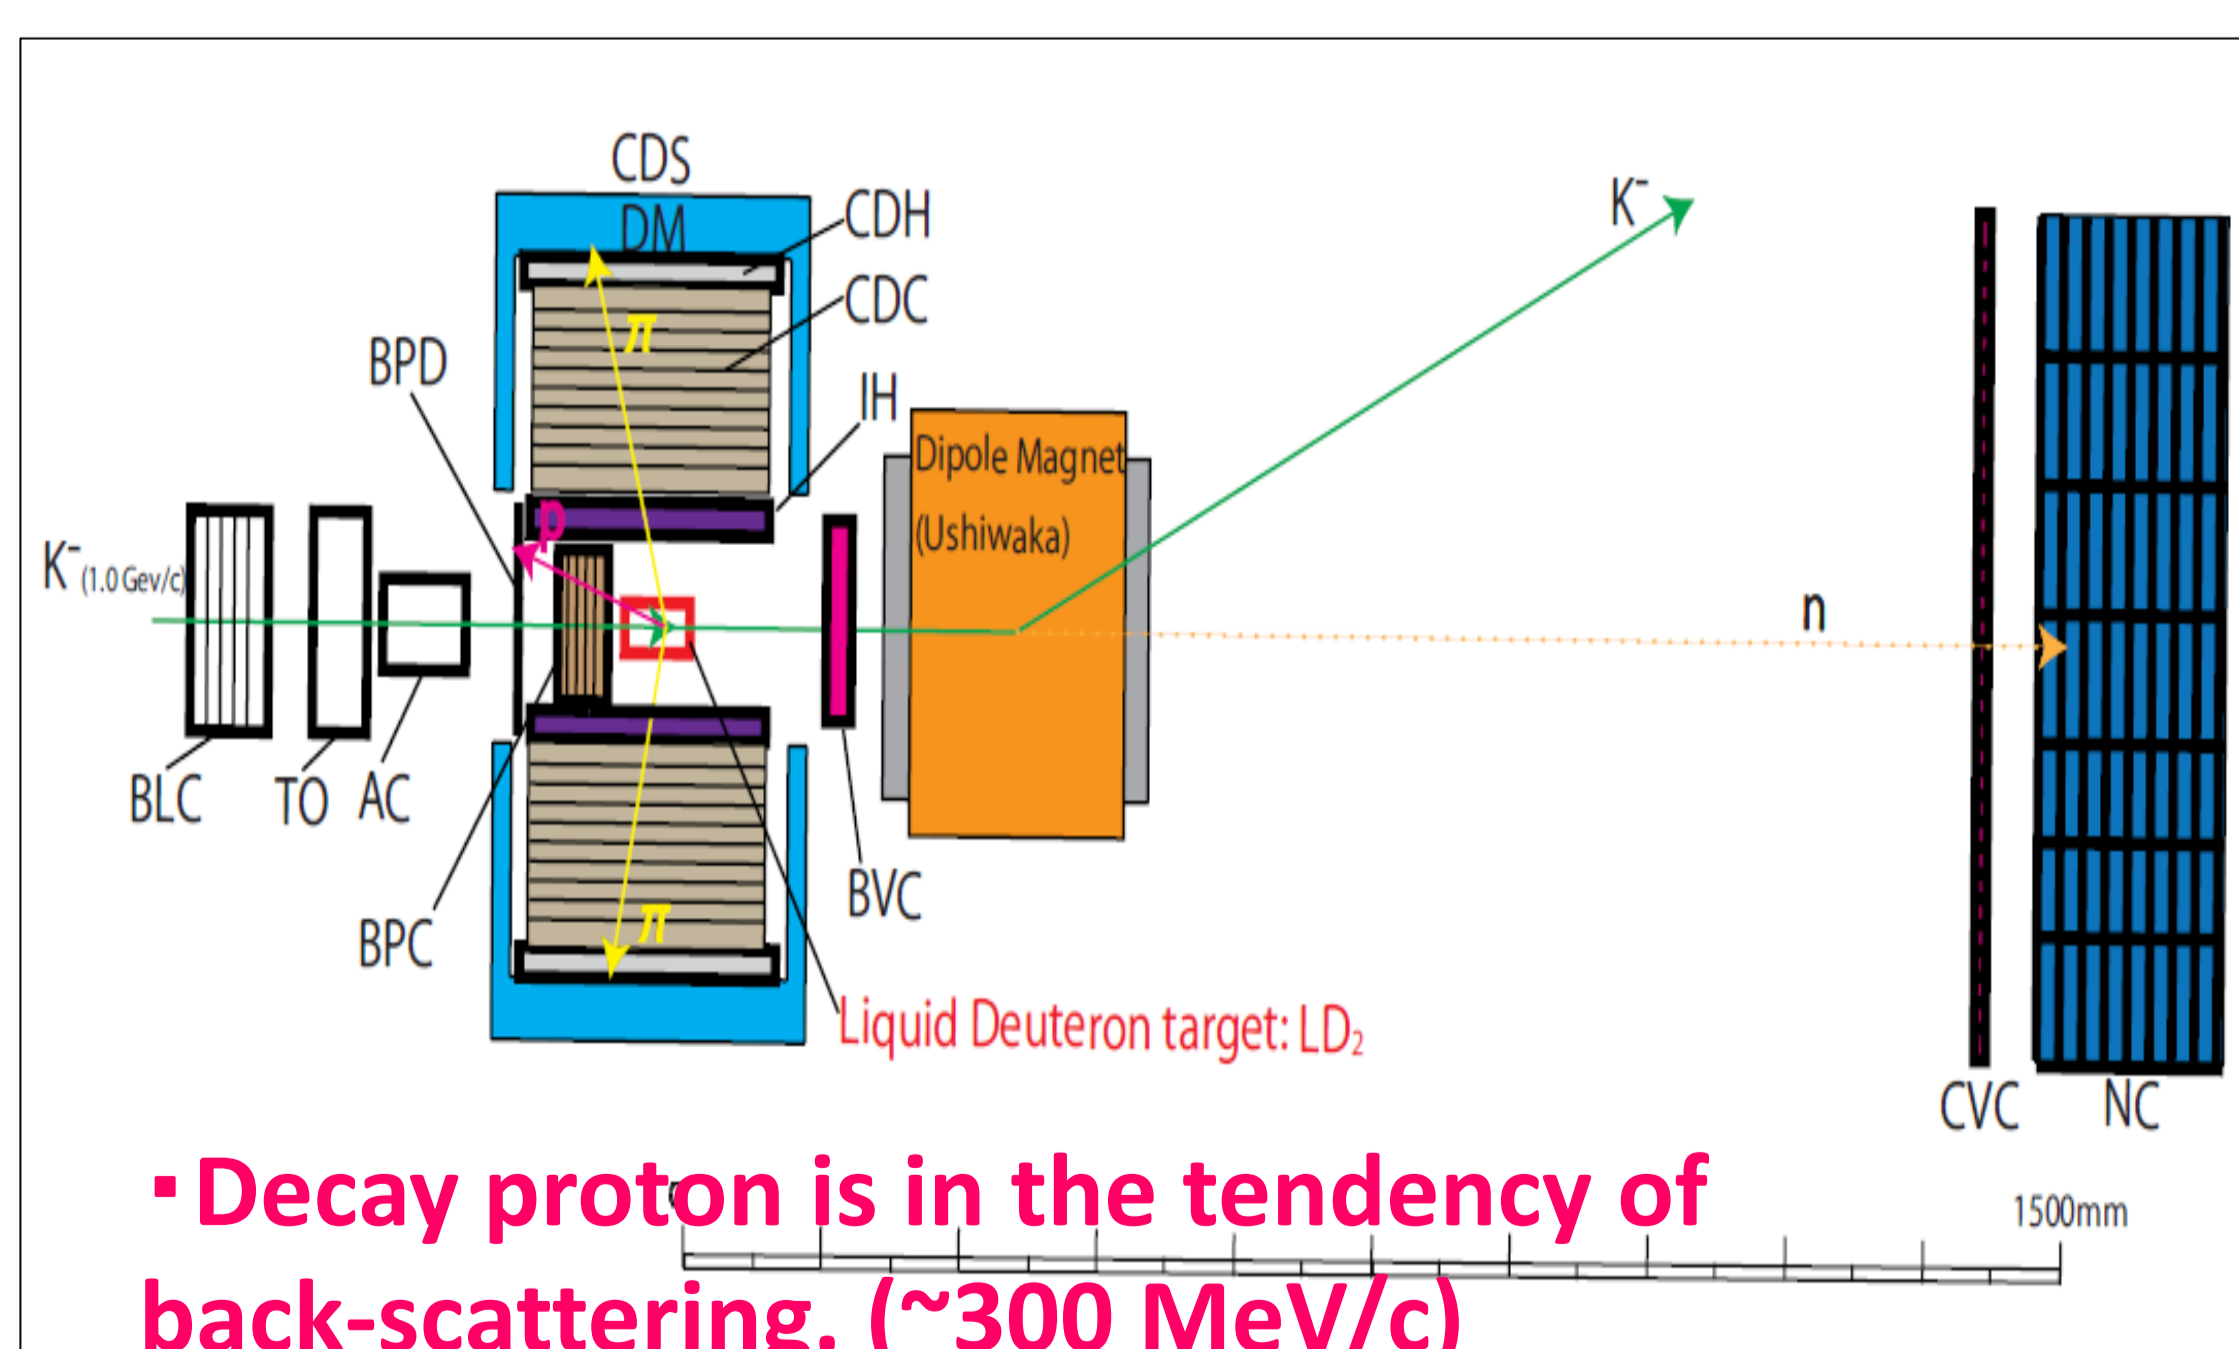 CDS
DM
CDH
CDC
K⁻
BPD
π
IH
Dipole Magnet
(Ushiwaka)
p
K⁻ (1.0 Gev/c)
n
BLC
TO
AC
BVC
BPC
π
Liquid Deuteron target: LD₂
CVC
NC
・Decay proton is in the tendency of
1500mm
back-scattering. (~300 MeV/c)